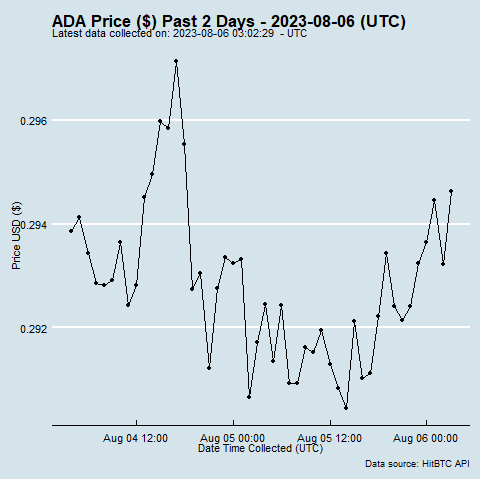 ADA Price ($) Past 2 Days - 2023-08-06 (UTC)
Latest data collected on: 2023-08-06 03:02:29 - UTC
0.296
0.294
0.292
Price USD ($)
Aug 04 12:00
Aug 05 00:00
Aug 05 12:00
Aug 06 00:00
Date Time Collected (UTC)
Data source: HitBTC API